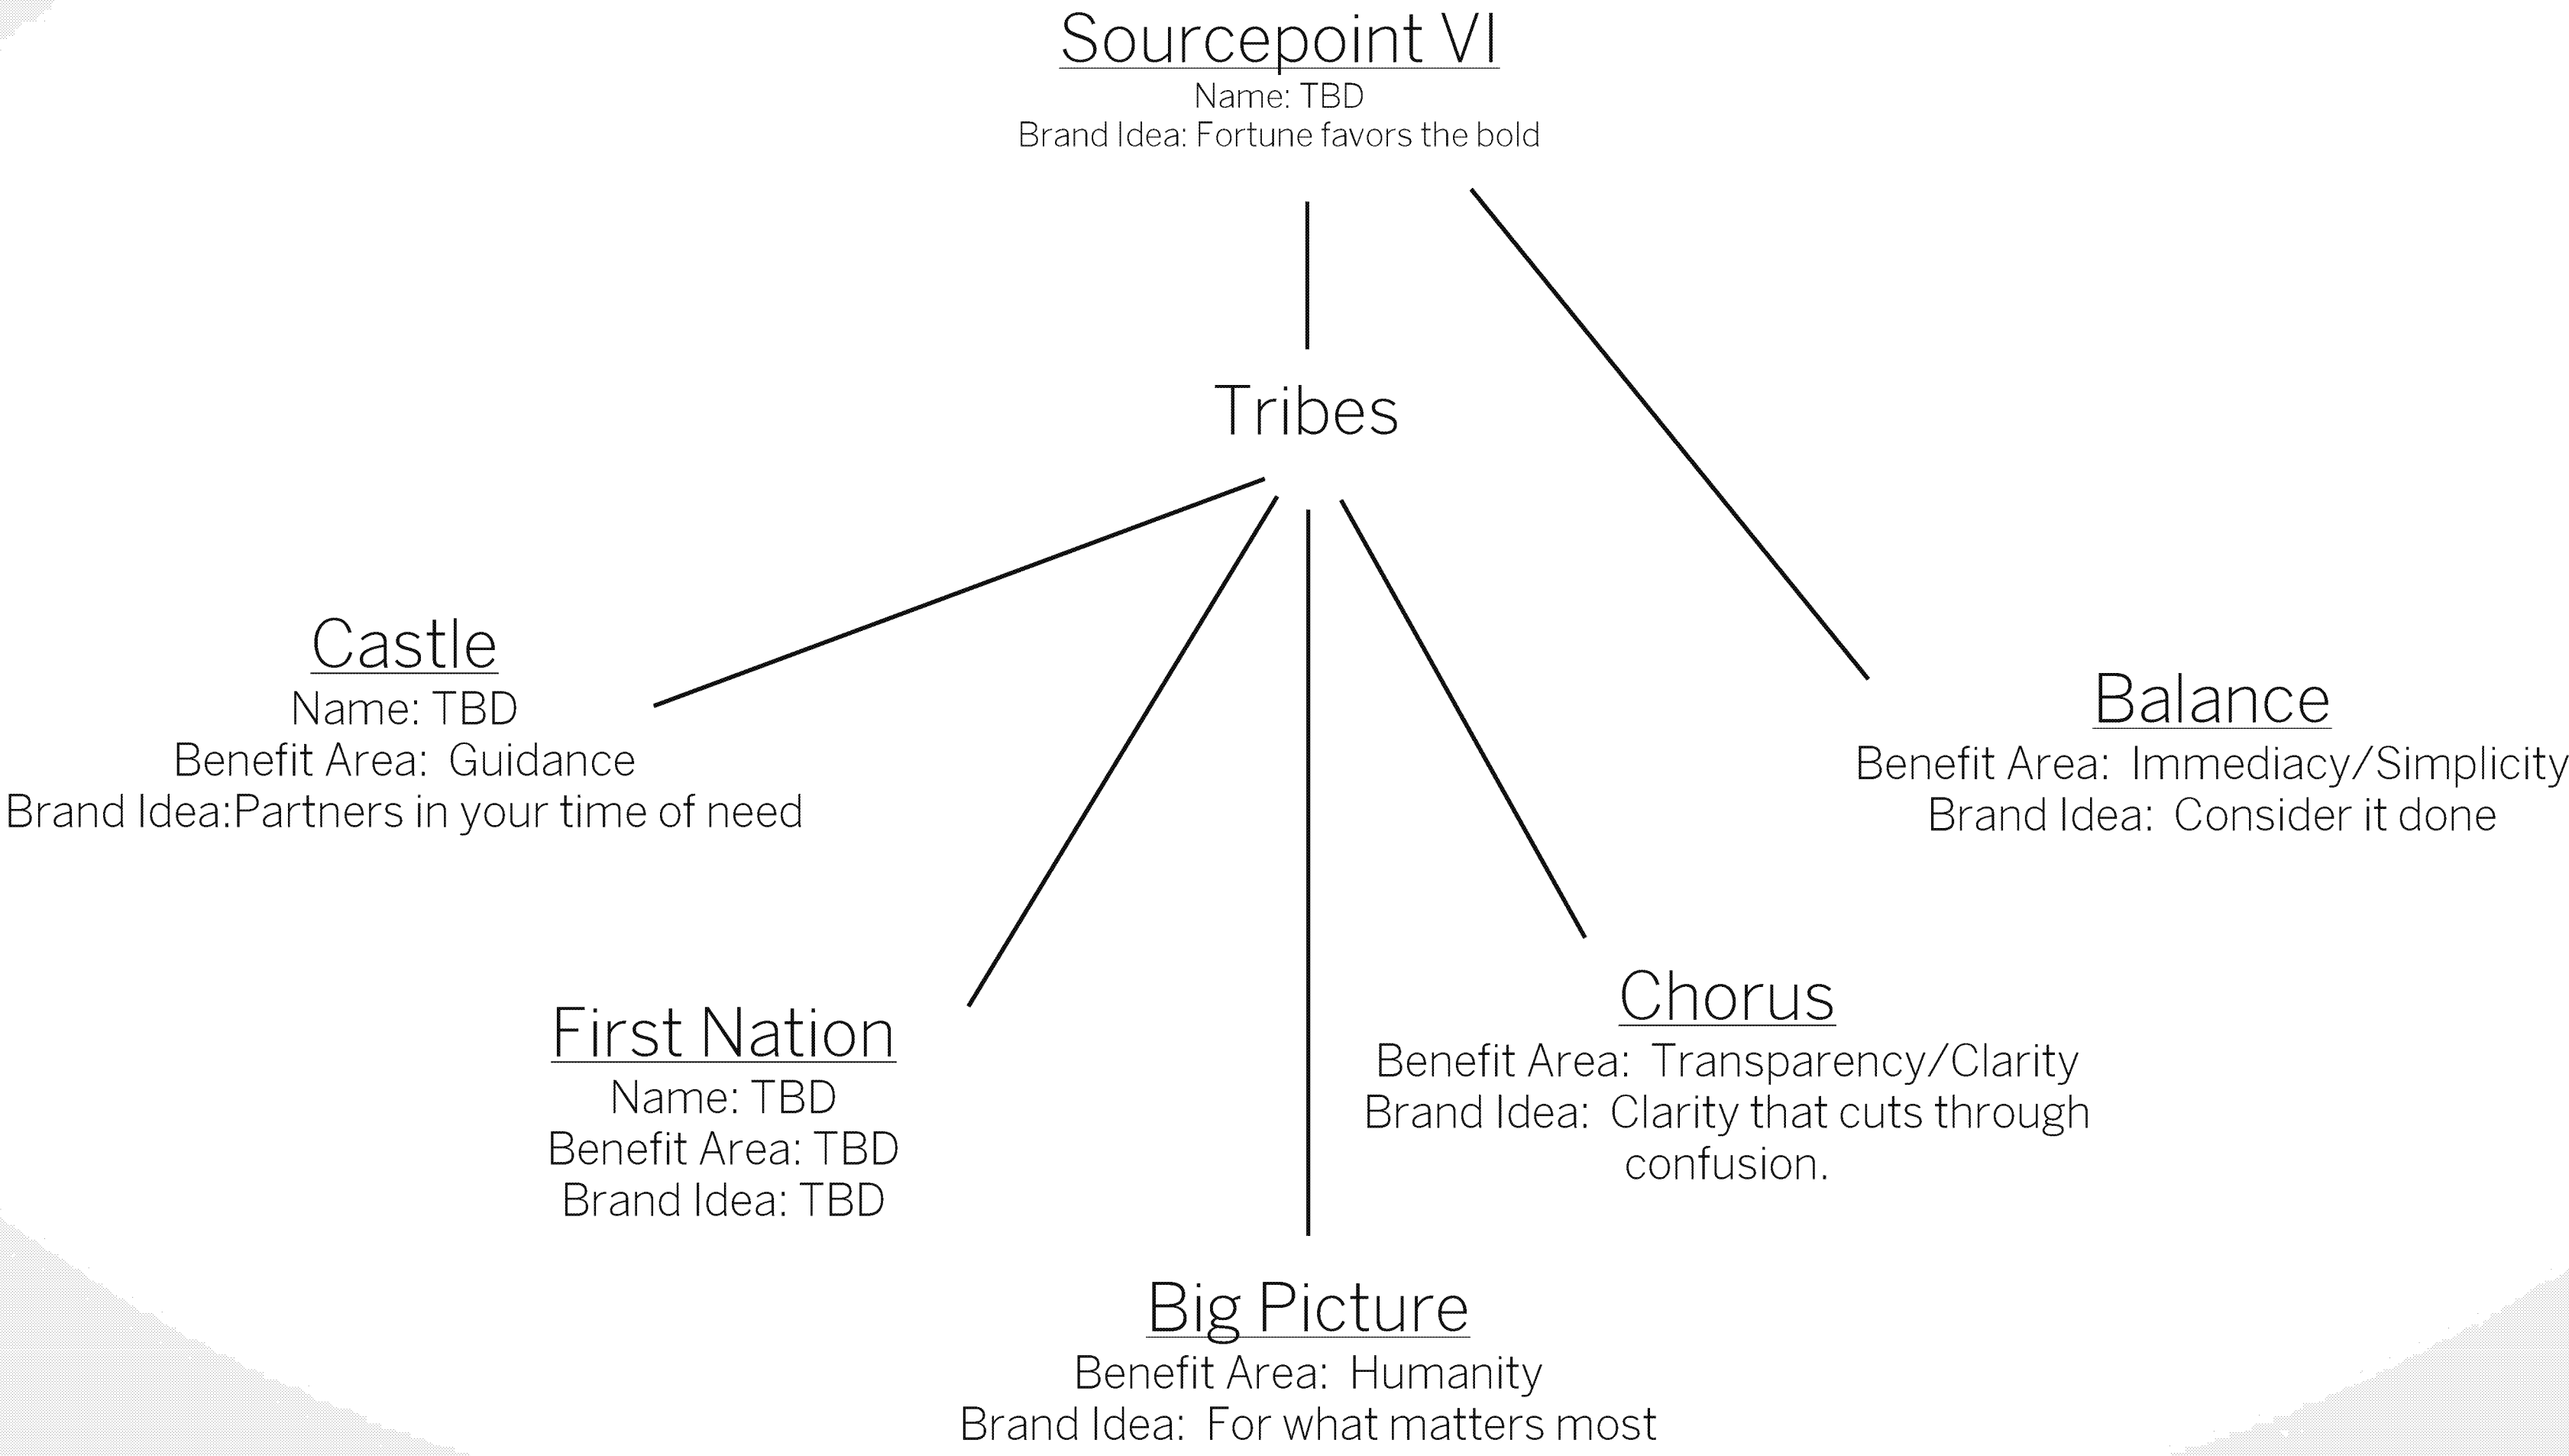 Sourcepoint VI
Name: TBD
Brand Idea: Fortune favors the bold
Tribes
Castle
Name: TBD
Benefit Area:  Guidance
Brand Idea:Partners in your time of need
Balance
Benefit Area:  Immediacy/Simplicity
Brand Idea:  Consider it done
First Nation
Name: TBD
Benefit Area: TBD
Brand Idea: TBD
Chorus
Benefit Area:  Transparency/Clarity
Brand Idea:  Clarity that cuts through
confusion.
Big Picture
Benefit Area:  Humanity
Brand Idea:  For what matters most